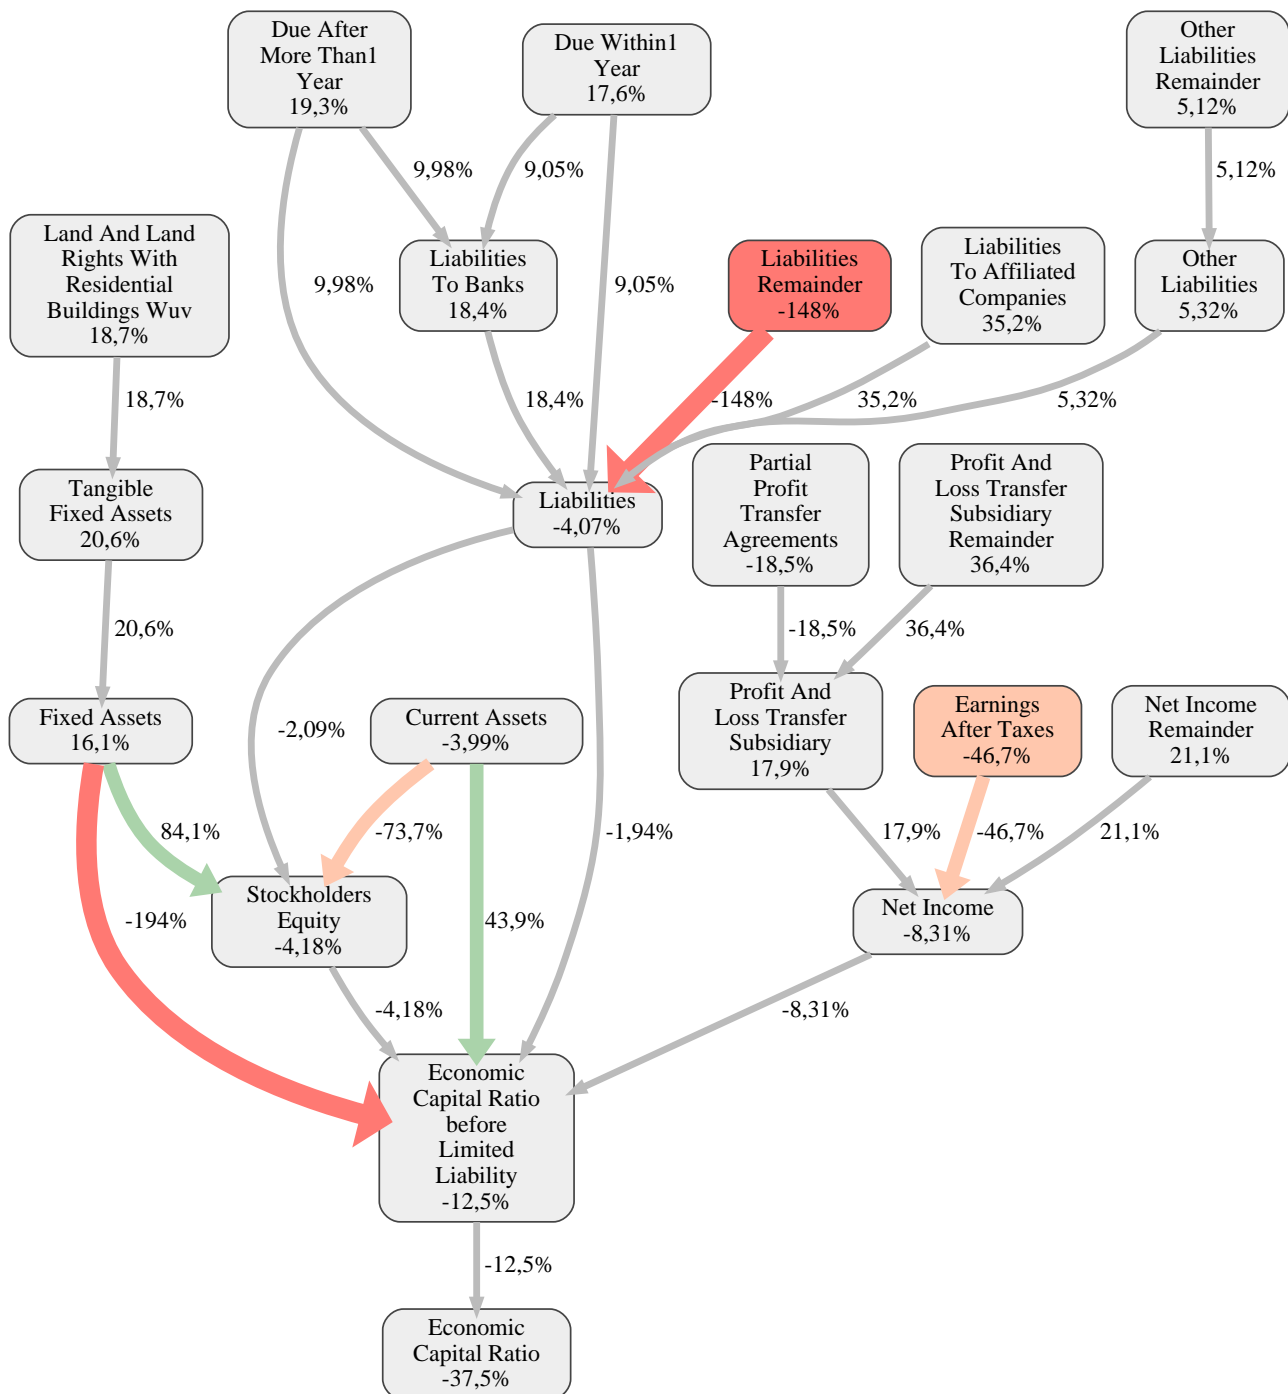 Due After
More Than1
Year
19,3%
Due Within1
Year
17,6%
Other
Liabilities
Remainder
5,12%
9,98%
9,05%
5,12%
Land And Land
Rights With
Residential
Buildings Wuv
18,7%
Liabilities
To Banks
18,4%
Liabilities
Remainder
-148%
Liabilities
To Affiliated
Companies
35,2%
Other
Liabilities
5,32%
9,98%
9,05%
18,7%
18,4%
-148%
35,2%
5,32%
Tangible
Fixed Assets
20,6%
Liabilities
-4,07%
Partial
Profit
Transfer
Agreements
-18,5%
Profit And
Loss Transfer
Subsidiary
Remainder
36,4%
20,6%
-18,5%
36,4%
Fixed Assets
16,1%
-2,09%
Current Assets
-3,99%
Profit And
Loss Transfer
Subsidiary
17,9%
Earnings
After Taxes
-46,7%
Net Income
Remainder
21,1%
84,1%
-73,7%
-1,94%
17,9%
-46,7%
21,1%
-194%
Stockholders
Equity
-4,18%
43,9%
Net Income
-8,31%
-4,18%
-8,31%
Economic
Capital Ratio
before
Limited
Liability
-12,5%
-12,5%
Economic
Capital Ratio
-37,5%